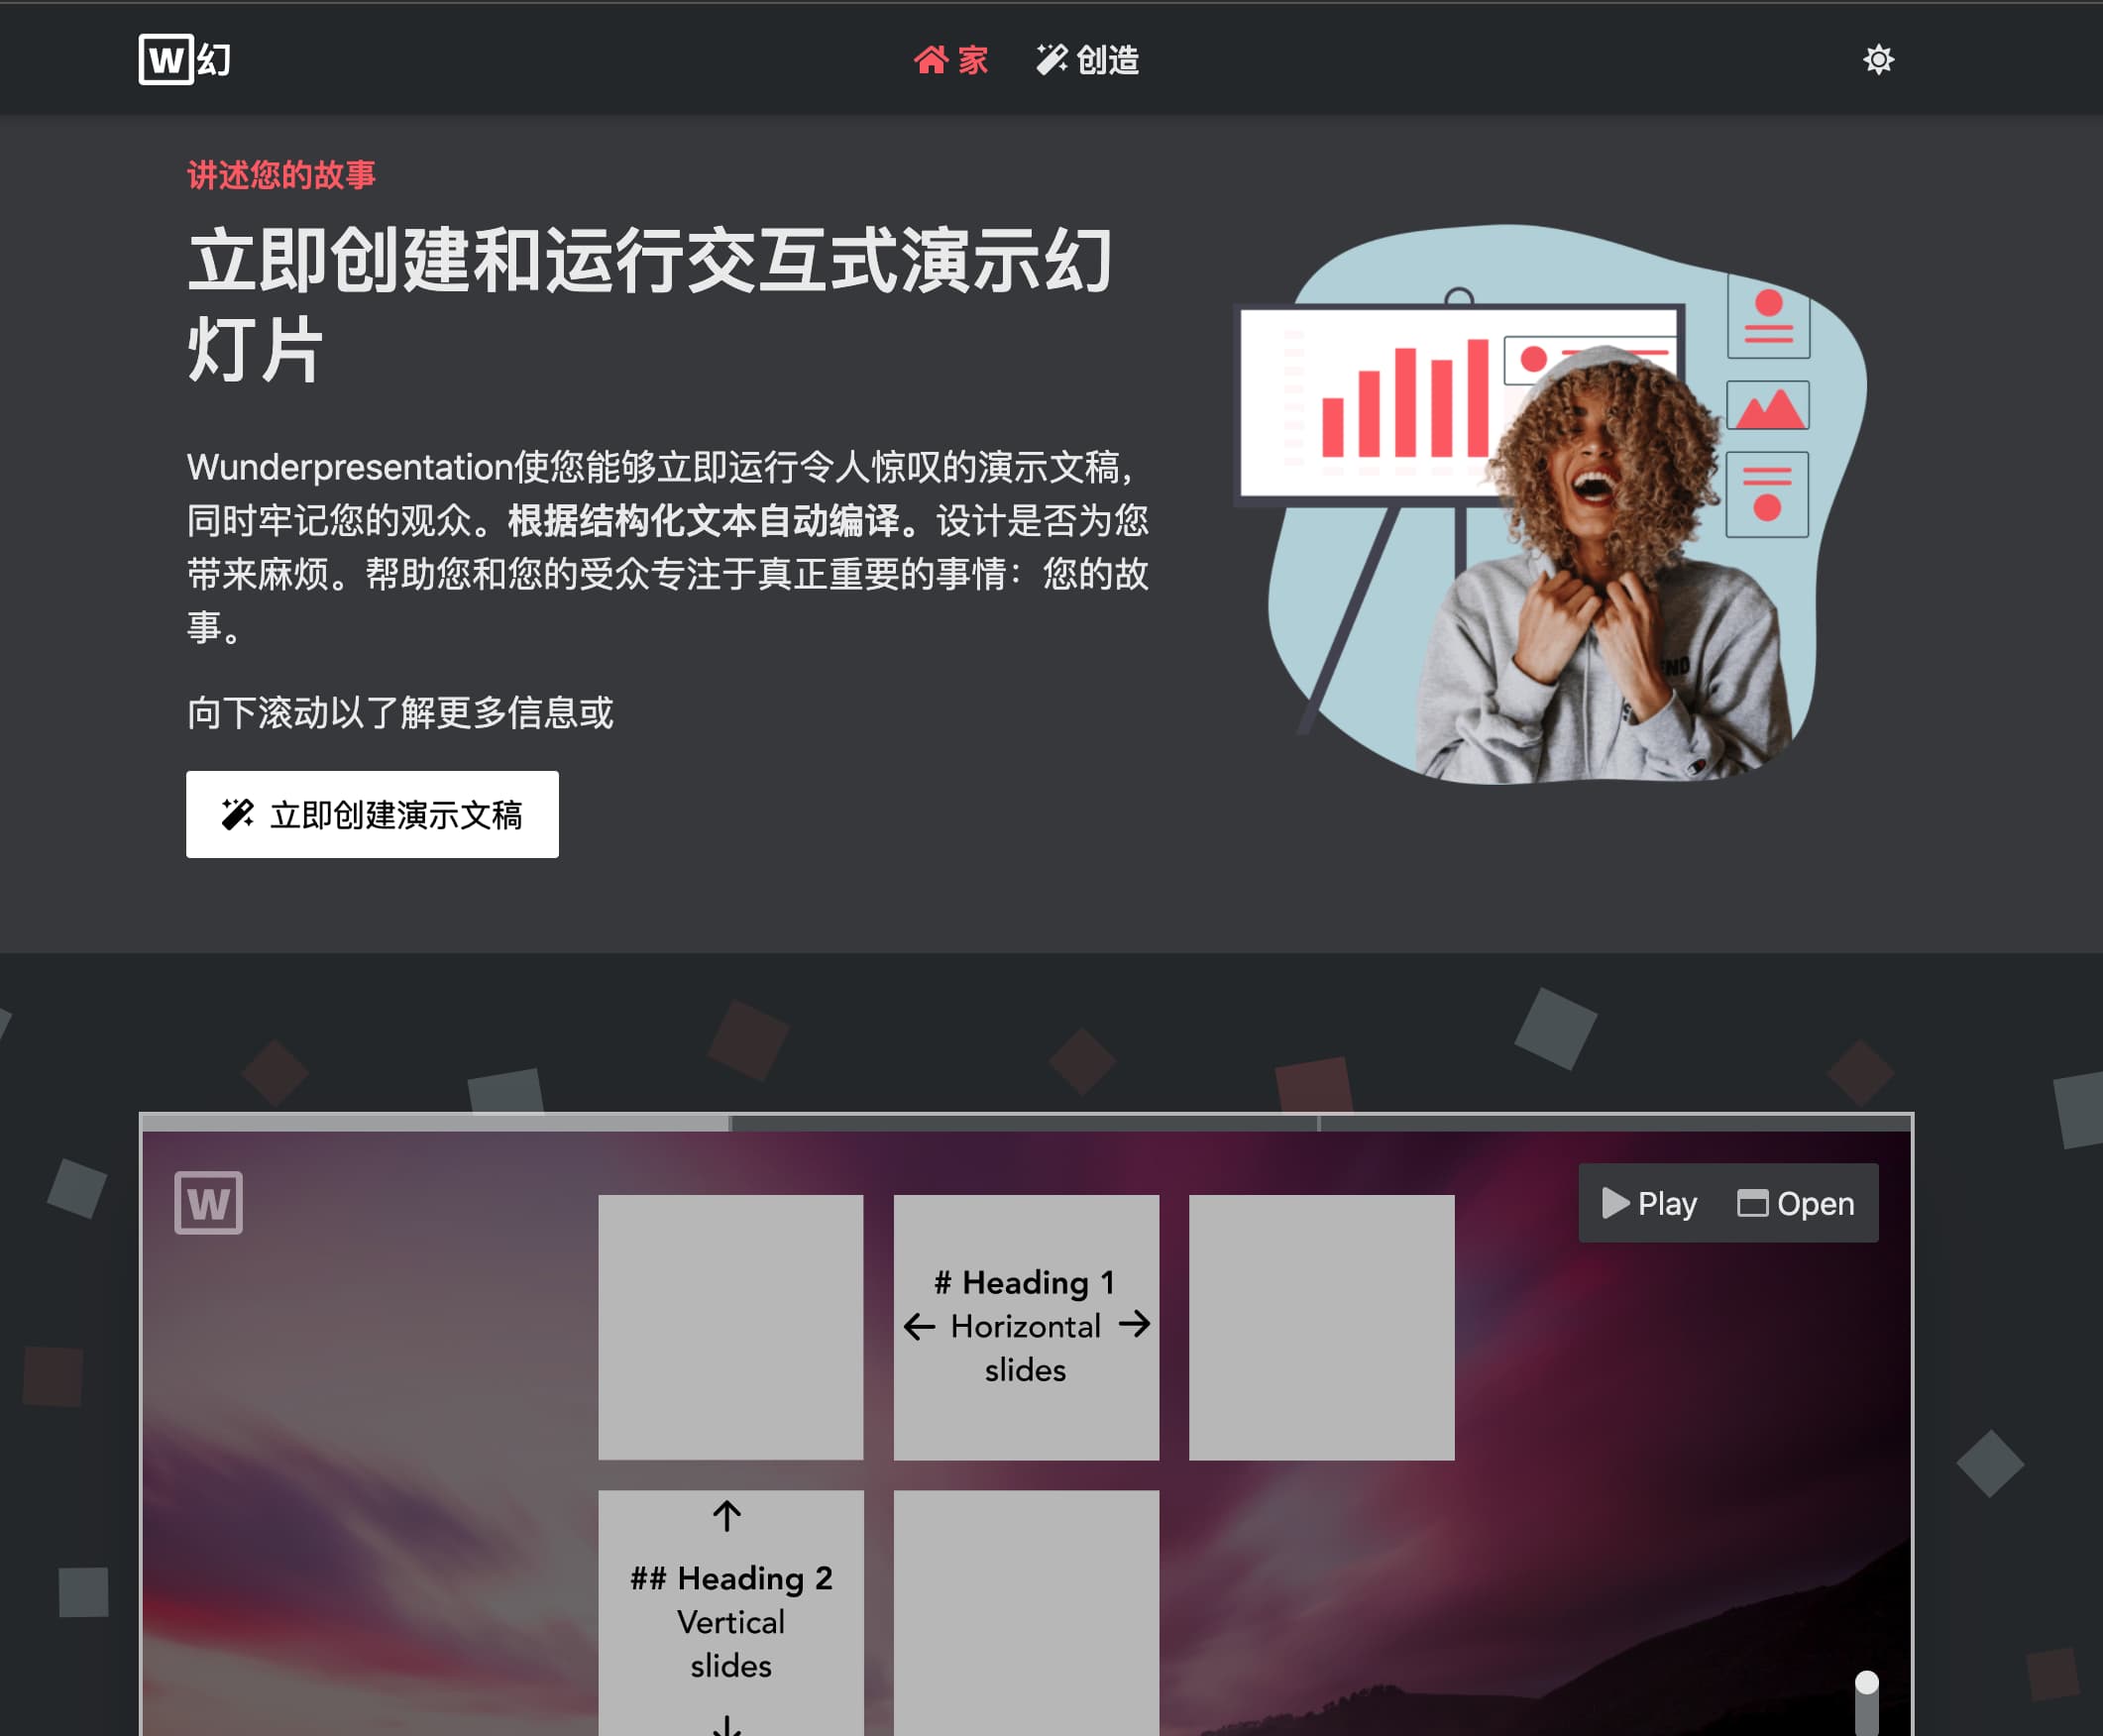 W幻
家
创造
讲述您的故事
立即创建和运行交互式演示幻
灯片
Wunderpresentation使您能够立即运行令人惊叹的演示文稿，
同时牢记您的观众。根据结构化文本自动编译。设计是否为您
带来麻烦。帮助您和您的受众专注于真正重要的事情：您的故
事。
向下滚动以了解更多信息或
立即创建演示文稿
W
Play
Open
# Heading 1
← Horizontal →
slides
↑
## Heading 2
Vertical
slides
↓